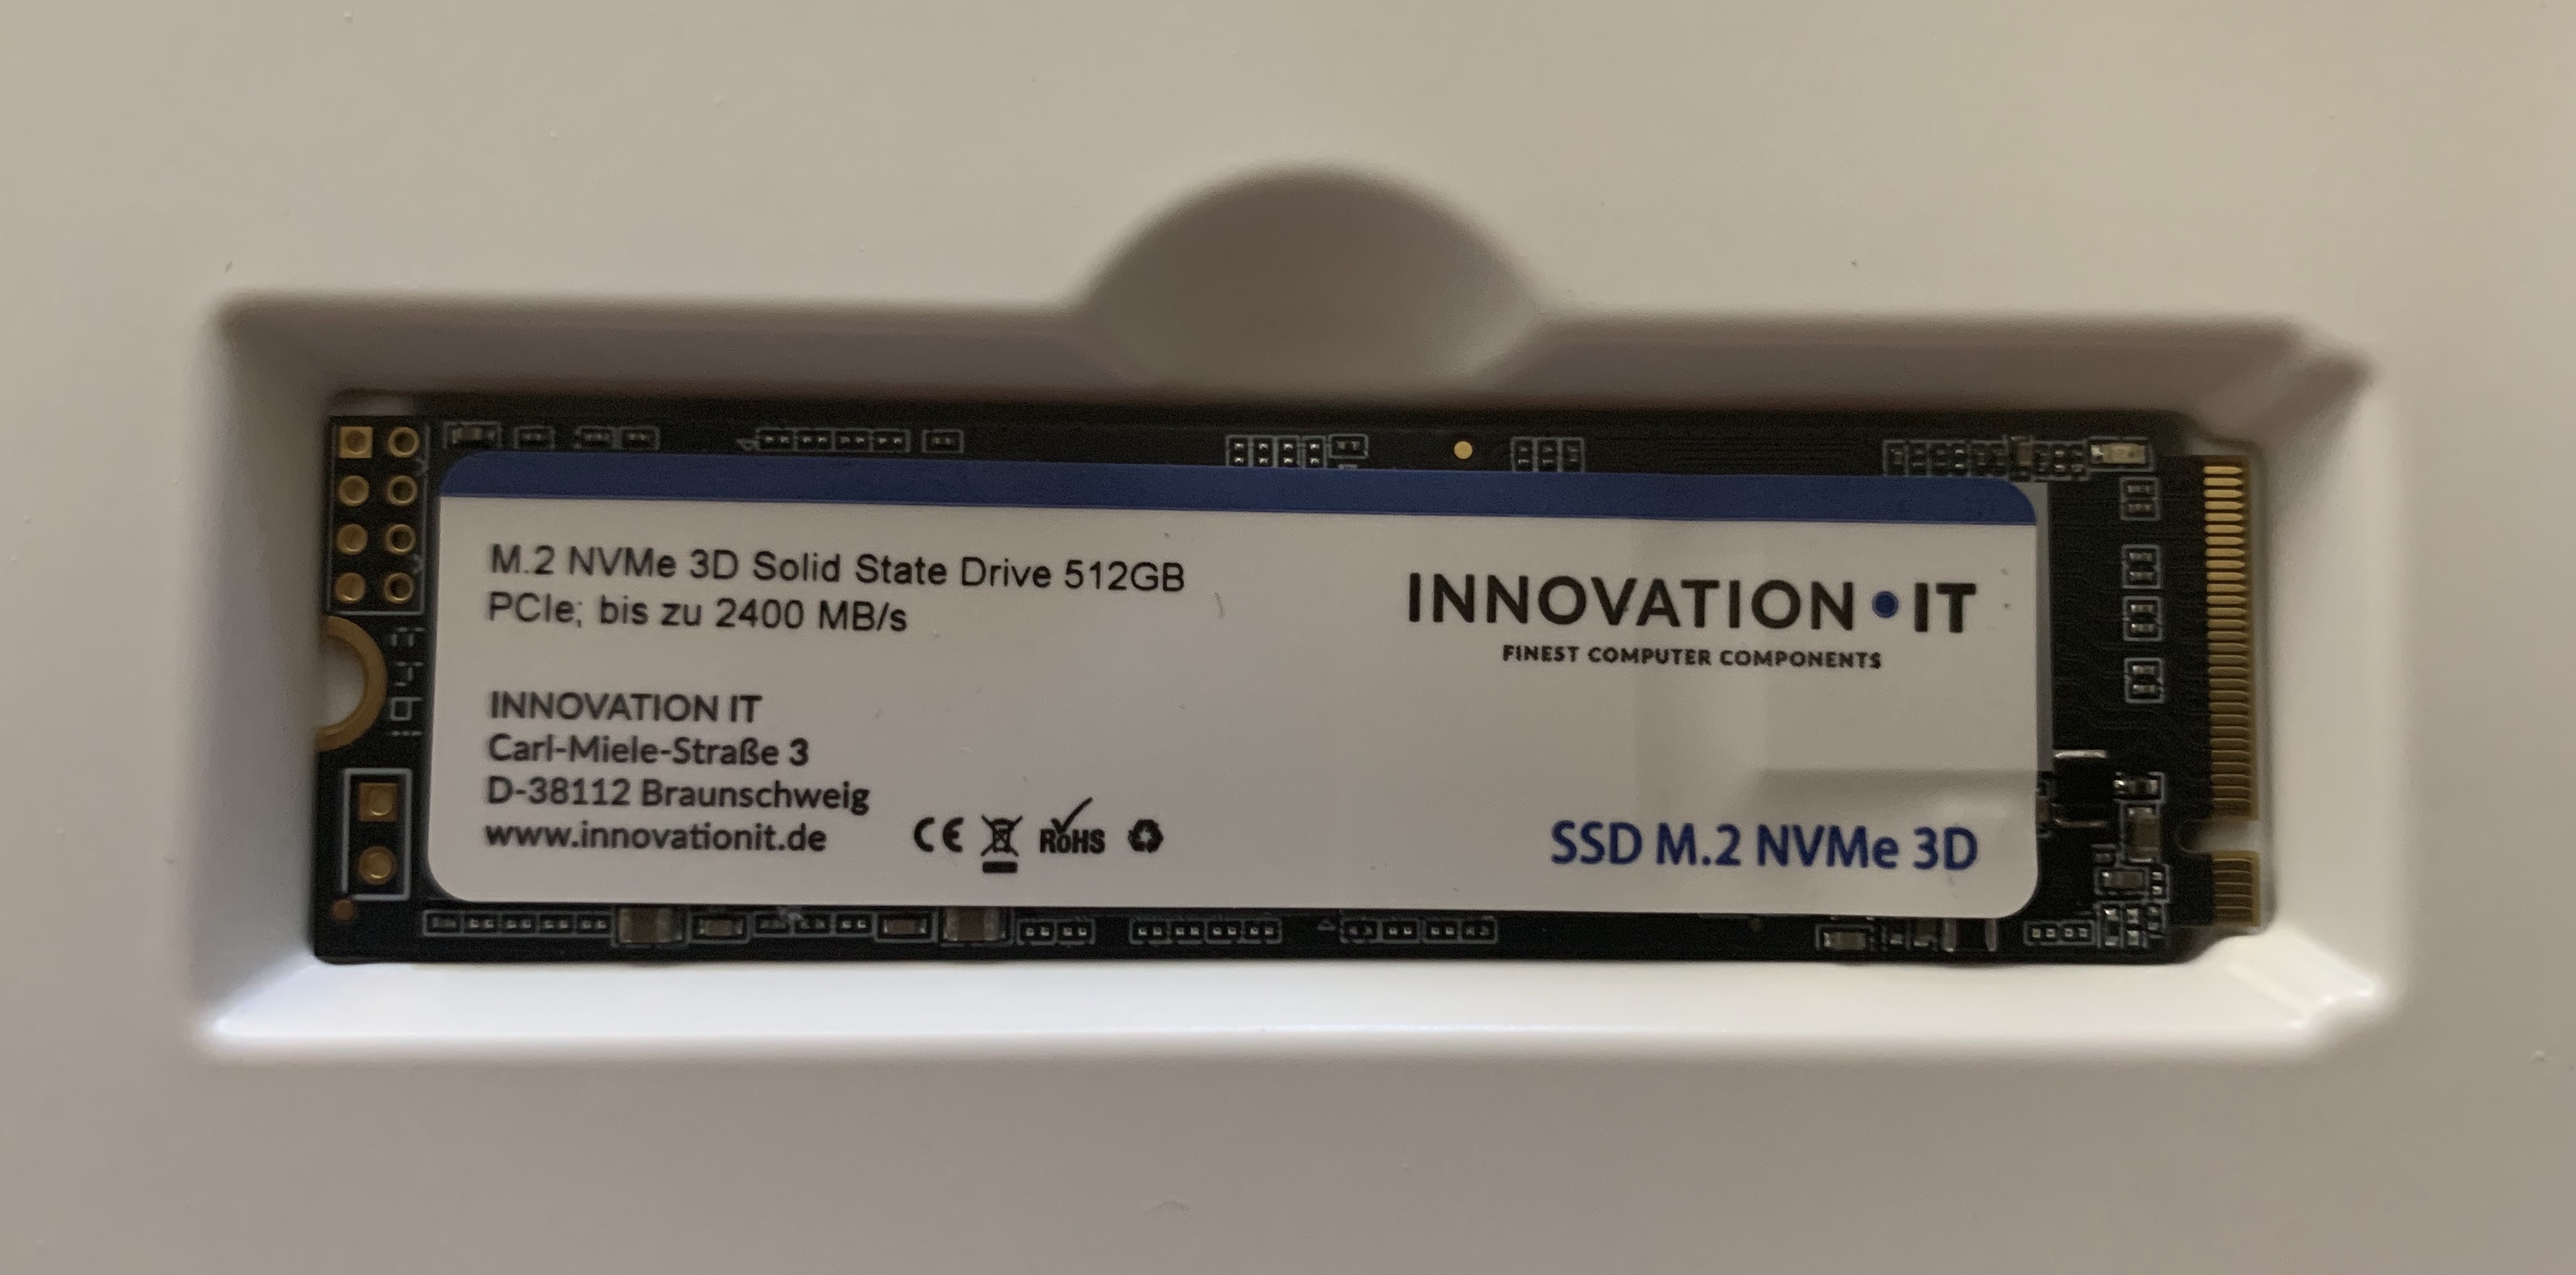 M.2 NVMe 3D Solid State Drive 512GB
PCIe; bis zu 2400 MB/s
INNOVATION IT
Carl-Miele-Straße 3
D-38112 Braunschweig
www.innovationit.de
CE
RoHS
INNOVATION • IT
FINEST COMPUTER COMPONENTS
SSD M.2 NVMe 3D